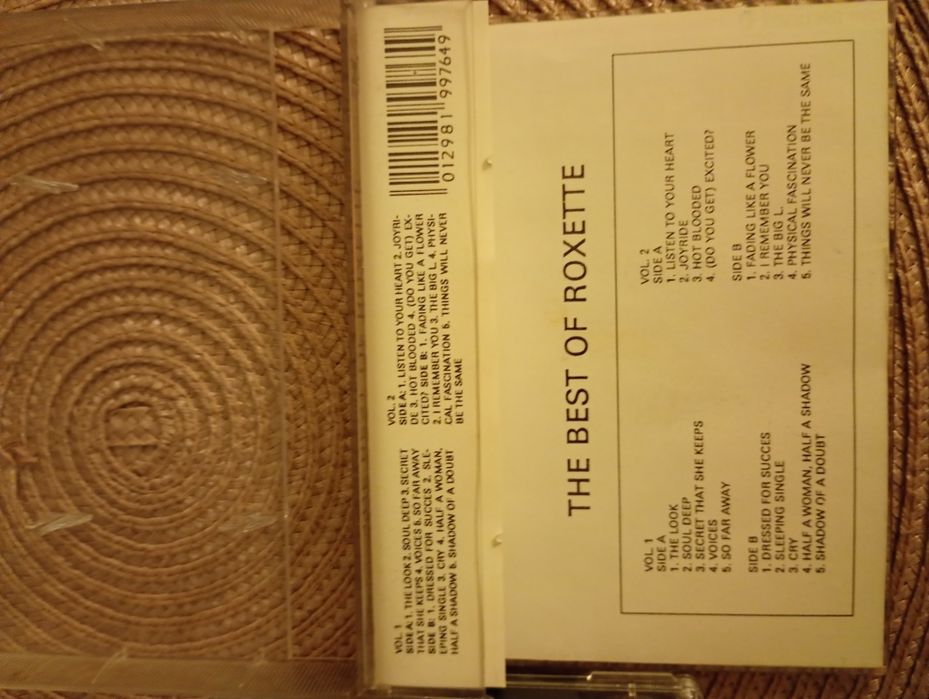 VOL. 1
SIDE A: 1. THE LOOK 2. SOUL DEEP 3. SECRET
THAT SHE KEEPS 4. VOICES 5. SO FAR AWAY
SIDE B: 1. DRESSED FOR SUCCES 2. SLE-
EPING SINGLE 3. CRY 4. HALF A WOMAN,
HALF A SHADOW 5. SHADOW OF A DOUBT
VOL. 2
SIDE A: 1. LISTEN TO YOUR HEART 2. JOYRI-
DE 3. HOT BLOODED 4. (DO YOU GET) EX-
CITED? SIDE B: 1. FADING LIKE A FLOWER
2. I REMEMBER YOU 3. THE BIG L. 4. PHYSI-
CAL FASCINATION 5. THINGS WILL NEVER
BE THE SAME
012981 997649
THE BEST OF ROXETTE
VOL. 1
SIDE A
1. THE LOOK
2. SOUL DEEP
3. SECRET THAT SHE KEEPS
4. VOICES
5. SO FAR AWAY
SIDE B
1. DRESSED FOR SUCCES
2. SLEEPING SINGLE
3. CRY
4. HALF A WOMAN, HALF A SHADOW
5. SHADOW OF A DOUBT
VOL. 2
SIDE A
1. LISTEN TO YOUR HEART
2. JOYRIDE
3. HOT BLOODED
4. (DO YOU GET) EXCITED?
SIDE B
1. FADING LIKE A FLOWER
2. I REMEMBER YOU
3. THE BIG L.
4. PHYSICAL FASCINATION
5. THINGS WILL NEVER BE THE SAME